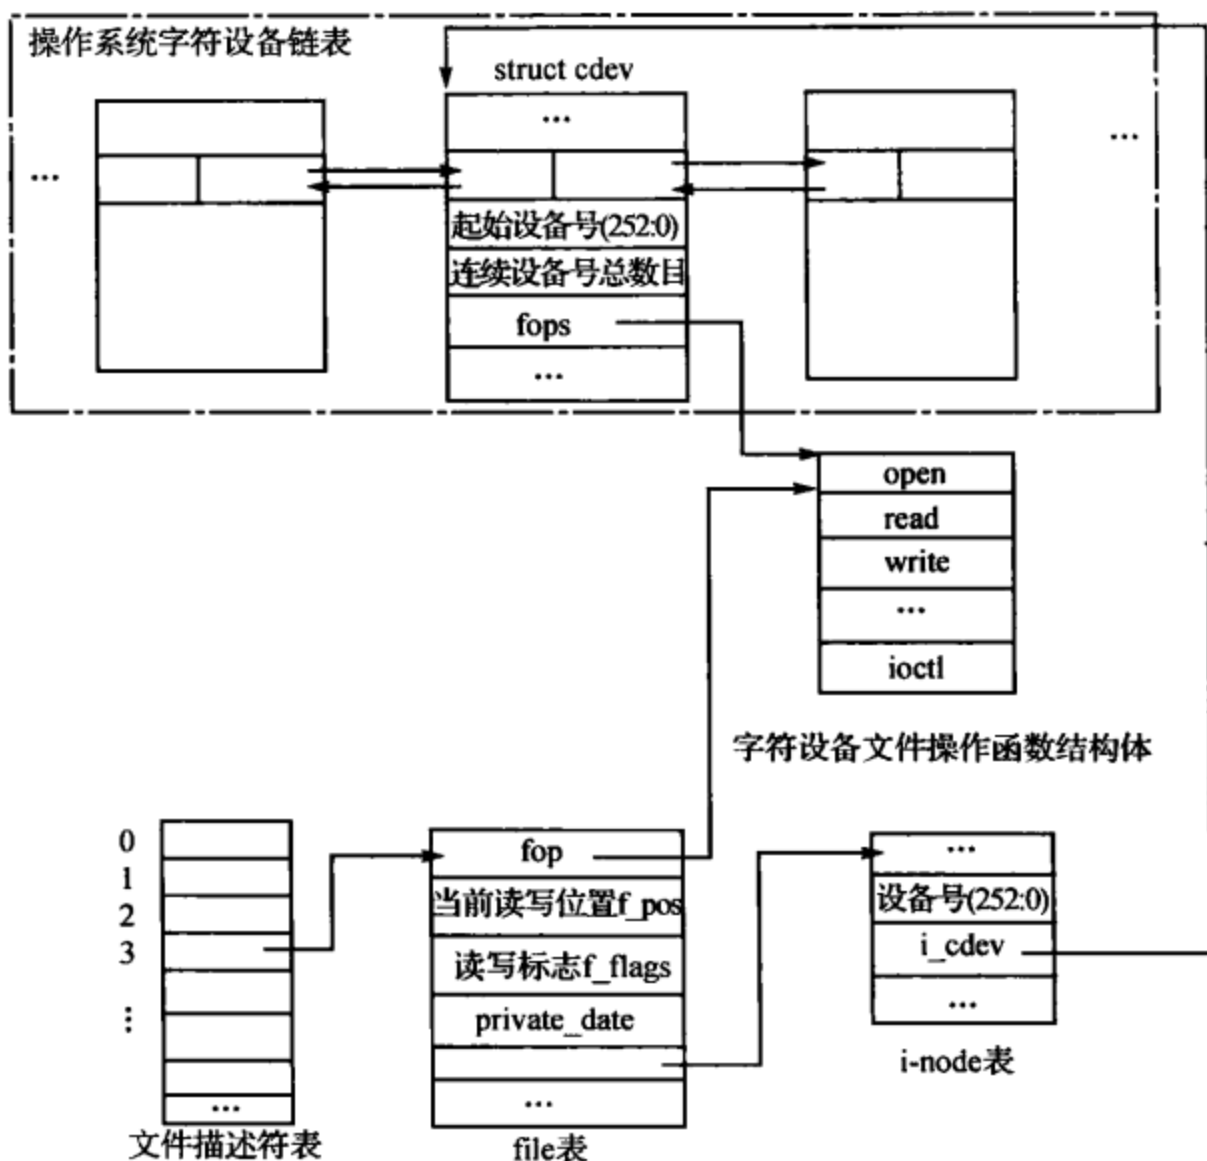 操作系统字符设备链表
struct cdev
...
...
...
起始设备号(252:0)
连续设备号总数目
fops
...
open
read
write
...
ioctl
字符设备文件操作函数结构体
0
1
2
3
⋮
...
文件描述符表
fop
当前读写位置f_pos
读写标志f_flags
private_date
...
file表
...
设备号(252:0)
i_cdev
...
i-node表